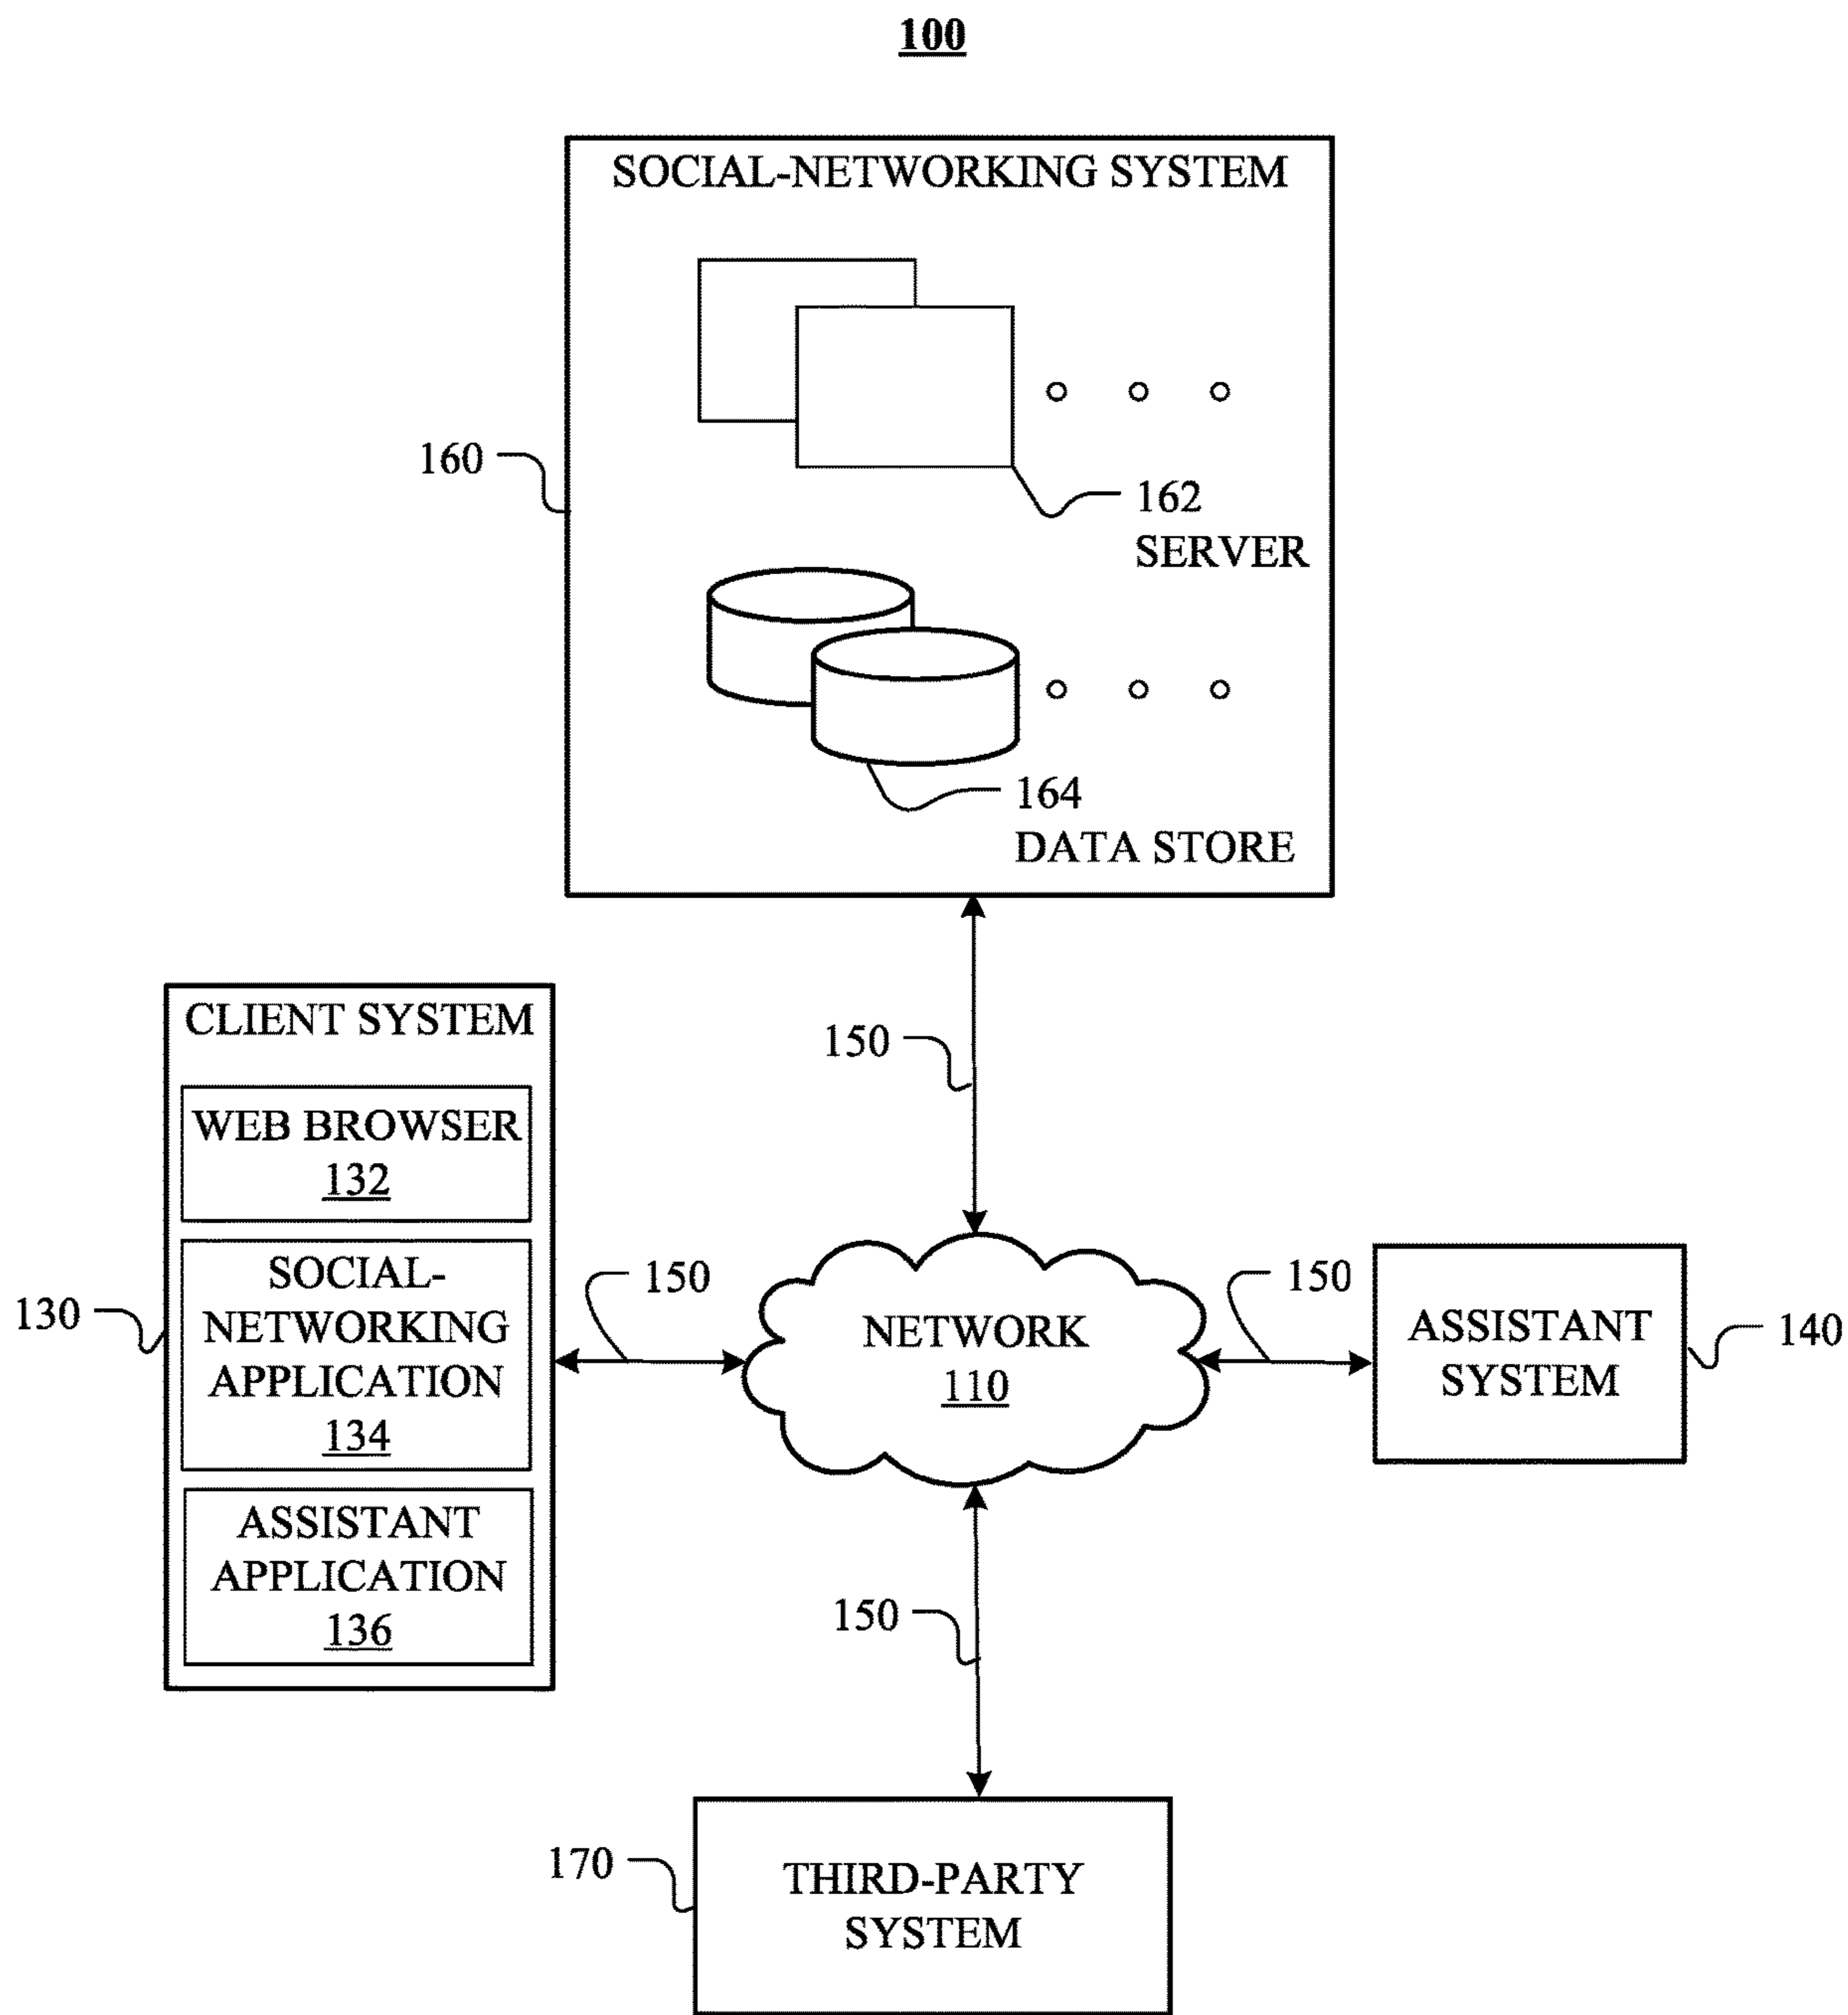 100
SOCIAL-NETWORKING SYSTEM
160
162
SERVER
164
DATA STORE
CLIENT SYSTEM
150
WEB BROWSER
132
SOCIAL-
NETWORKING
APPLICATION
134
130
150
NETWORK
110
150
ASSISTANT
SYSTEM
140
ASSISTANT
APPLICATION
136
150
170
THIRD-PARTY
SYSTEM